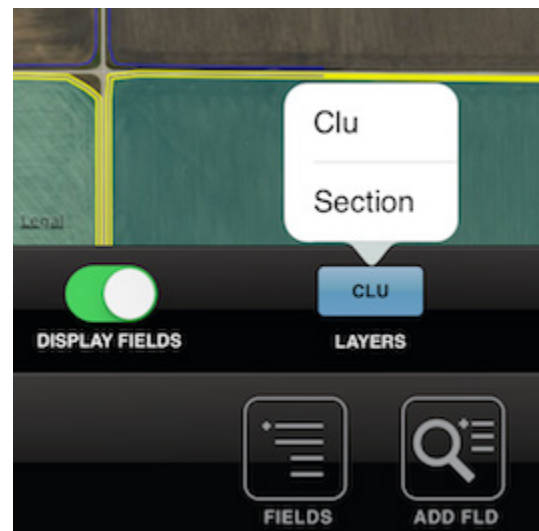 Clu
Section
Legal
CLU
DISPLAY FIELDS
LAYERS
FIELDS
ADD FLD